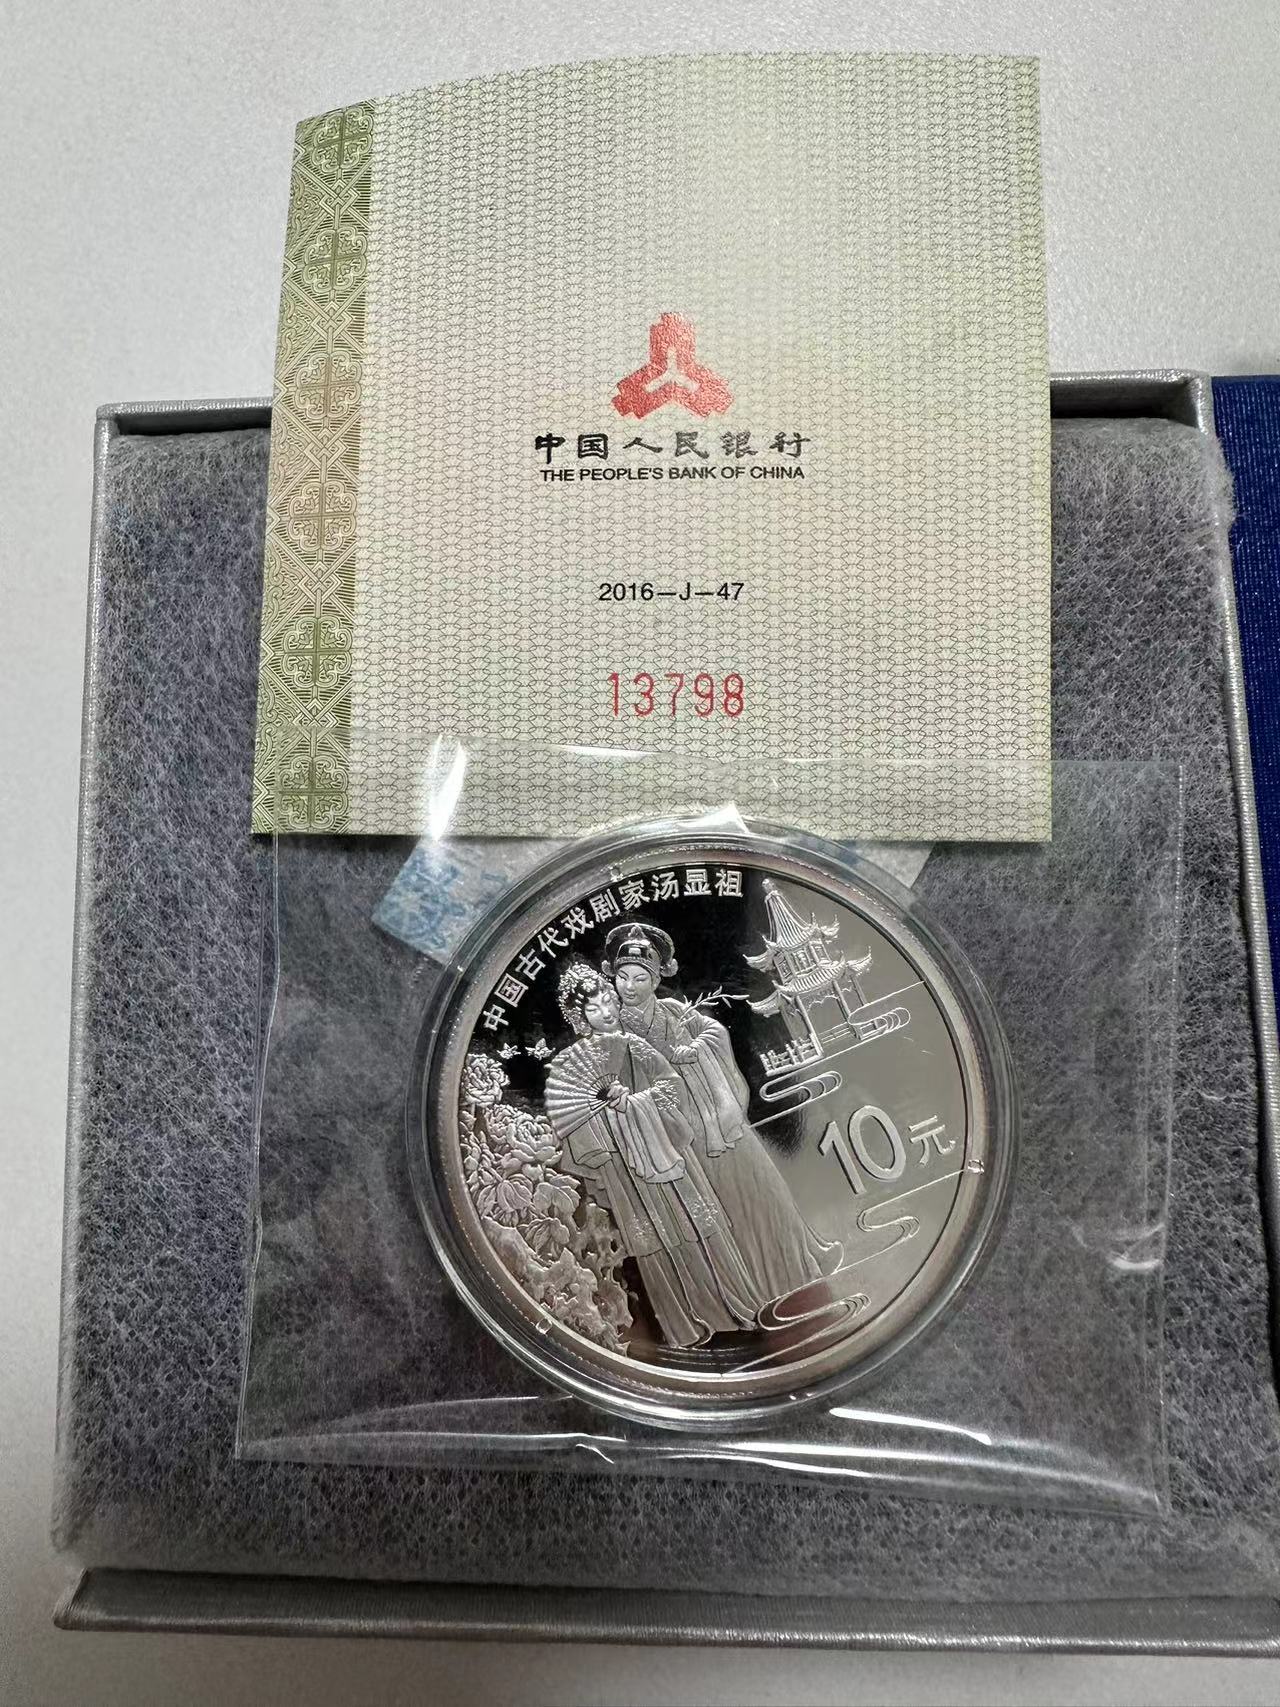 中国人民银行
THE PEOPLE'S BANK OF CHINA
2016-J-47
13798
中国古代戏剧家汤显祖
10元